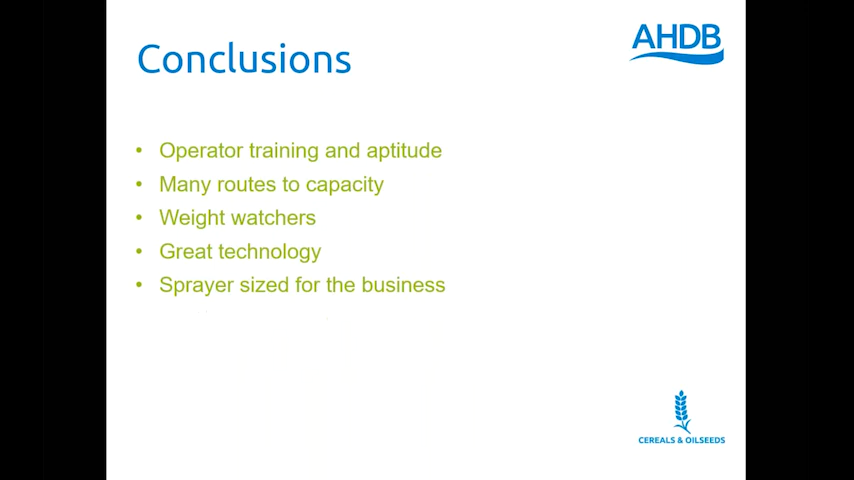 Conclusions
AHDB
• Operator training and aptitude
• Many routes to capacity
• Weight watchers
• Great technology
• Sprayer sized for the business
CEREALS & OILSEEDS